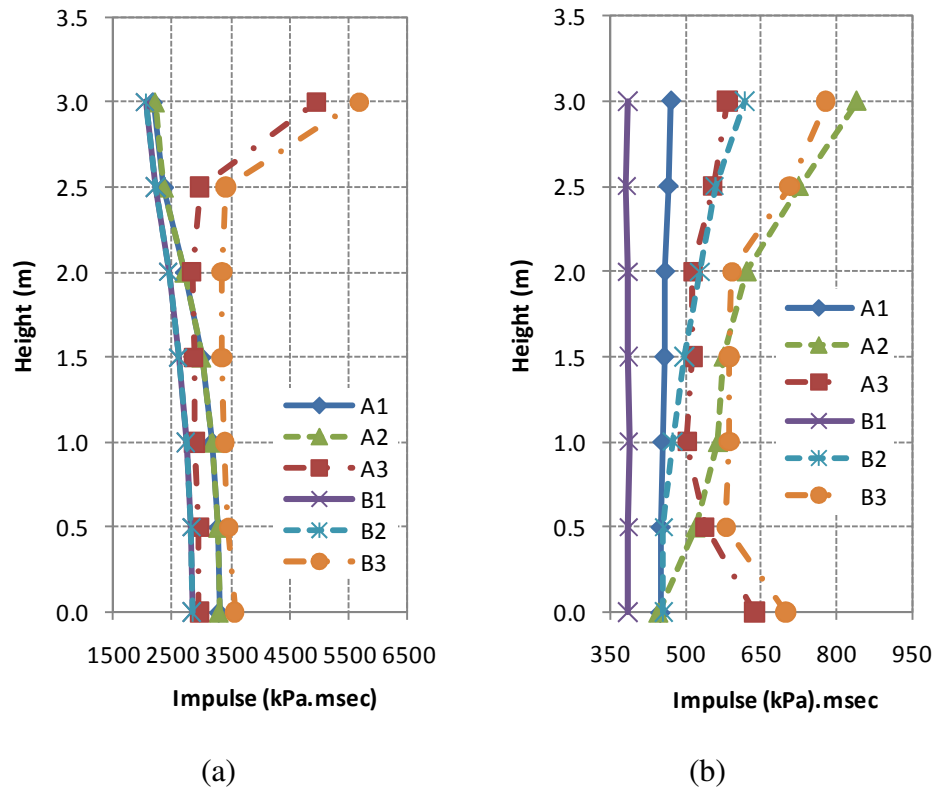 3.5
3.0
2.5
2.0
1.5
1.0
0.5
0.0
Height (m)
1500 2500 3500 4500 5500 6500
Impulse (kPa.msec)
A1
A2
A3
B1
B2
B3
(a)
3.5
3.0
2.5
2.0
1.5
1.0
0.5
0.0
Height (m)
350 500 650 800 950
Impulse (kPa).msec
A1
A2
A3
B1
B2
B3
(b)